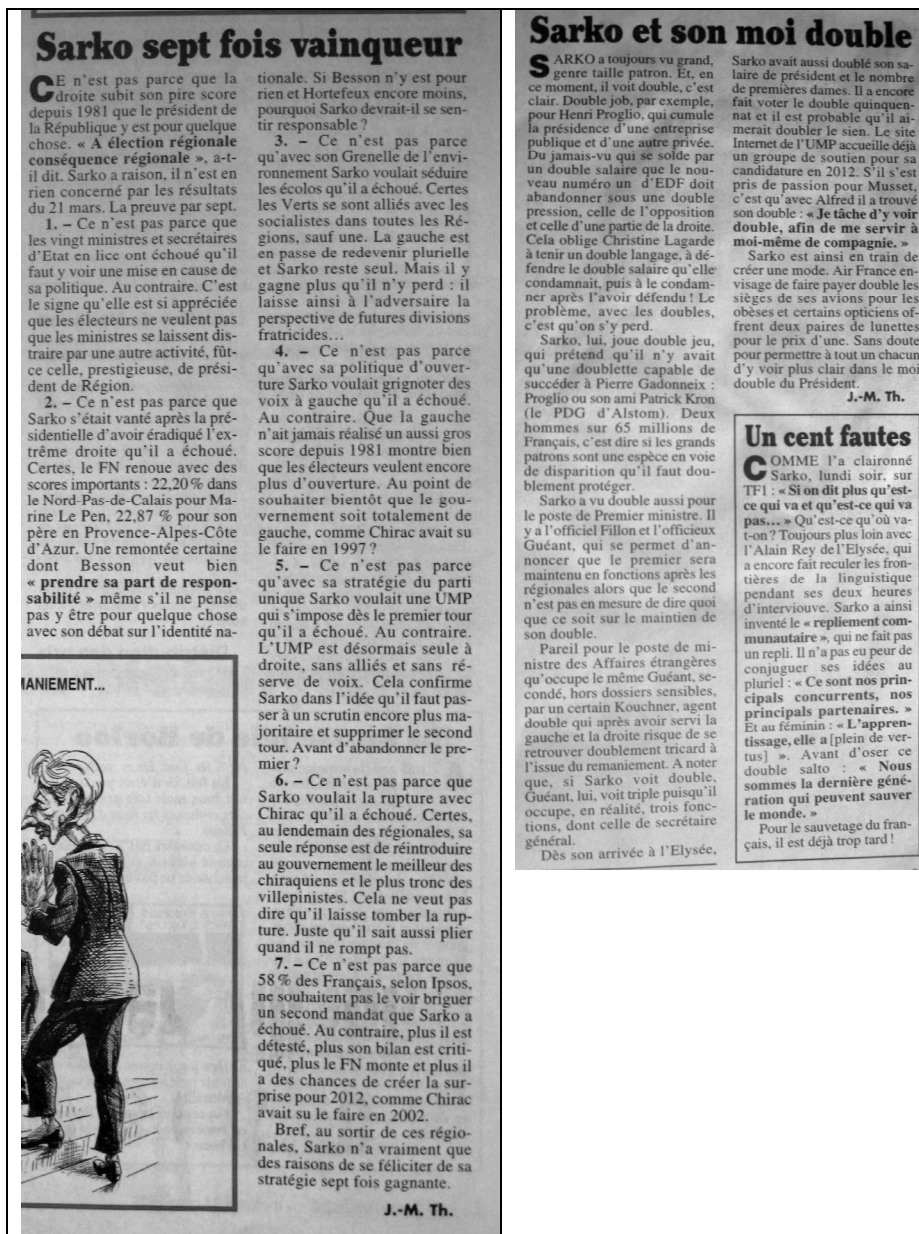 Sarko sept fois vainqueur
CE n'est pas parce que la
droite subit son pire score
depuis 1981 que le président de
la République y est pour quelque
chose. « A élection régionale
conséquence régionale », a-t-
il dit. Sarko a raison, il n'est en
rien concerné par les résultats
du 21 mars. La preuve par sept.
1. – Ce n'est pas parce que
les vingt ministres et secrétaires
d'Etat en lice ont échoué qu'il
faut y voir une mise en cause de
sa politique. Au contraire. C'est
le signe qu'elle est si appréciée
que les électeurs ne veulent pas
que les ministres se laissent dis-
traire par une autre activité, fût-
ce celle, prestigieuse, de prési-
dent de Région.
2. – Ce n'est pas parce que
Sarko s'était vanté après la pré-
sidentielle d'avoir éradiqué l'ex-
trême droite qu'il a échoué.
Certes, le FN renoue avec des
scores importants : 22,20 % dans
le Nord-Pas-de-Calais pour Ma-
rine Le Pen, 22,87 % pour son
père en Provence-Alpes-Côte
d'Azur. Une remontée certaine
dont Besson veut bien
« prendre sa part de respon-
sabilité » même s'il ne pense
pas y être pour quelque chose
avec son débat sur l'identité na-
tionale. Si Besson n'y est pour
rien et Hortefeux encore moins,
pourquoi Sarko devrait-il se sen-
tir responsable ?
3. – Ce n'est pas parce
qu'avec son Grenelle de l'envi-
ronnement Sarko voulait séduire
les écolos qu'il a échoué. Certes
les Verts se sont alliés avec les
socialistes dans toutes les Ré-
gions, sauf une. La gauche est
en passe de redevenir plurielle
et Sarko reste seul. Mais il y
gagne plus qu'il n'y perd : il
laisse ainsi à l'adversaire la
perspective de futures divisions
fratricides...
4. – Ce n'est pas parce
qu'avec sa politique d'ouver-
ture Sarko voulait grignoter des
voix à gauche qu'il a échoué.
Au contraire. Que la gauche
n'ait jamais réalisé un aussi gros
score depuis 1981 montre bien
que les électeurs veulent encore
plus d'ouverture. Au point de
souhaiter bientôt que le gou-
vernement soit totalement de
gauche, comme Chirac avait su
le faire en 1997 ?
5. – Ce n'est pas parce
qu'avec sa stratégie du parti
unique Sarko voulait une UMP
qui s'impose dès le premier tour
qu'il a échoué. Au contraire.
L'UMP est désormais seule à
droite, sans alliés et sans ré-
serve de voix. Cela confirme
Sarko dans l'idée qu'il faut pas-
ser à un scrutin encore plus ma-
joritaire et supprimer le second
tour. Avant d'abandonner le pre-
mier ?
6. – Ce n'est pas parce que
Sarko voulait la rupture avec
Chirac qu'il a échoué. Certes,
au lendemain des régionales, sa
seule réponse est de réintroduire
au gouvernement le meilleur des
chiraquiens et le plus tronc des
villepinistes. Cela ne veut pas
dire qu'il laisse tomber la rup-
ture. Juste qu'il sait aussi plier
quand il ne rompt pas.
7. – Ce n'est pas parce que
58 % des Français, selon Ipsos,
ne souhaitent pas le voir briguer
un second mandat que Sarko a
échoué. Au contraire, plus il est
détesté, plus son bilan est criti-
qué, plus le FN monte et plus il
a des chances de créer la sur-
prise pour 2012, comme Chirac
avait su le faire en 2002.
Bref, au sortir de ces régio-
nales, Sarko n'a vraiment que
des raisons de se féliciter de sa
stratégie sept fois gagnante.
J.-M. Th.
MANIEMENT...
Sarko et son moi double
SARKO a toujours vu grand,
genre taille patron. Et, en
ce moment, il voit double, c'est
clair. Double job, par exemple,
pour Henri Proglio, qui cumule
la présidence d'une entreprise
publique et d'une autre privée.
Du jamais-vu qui se solde par
un double salaire que le nou-
veau numéro un d'EDF doit
abandonner sous une double
pression, celle de l'opposition
et celle d'une partie de la droite.
Cela oblige Christine Lagarde
à tenir un double langage, à dé-
fendre le double salaire qu'elle
condamnait, puis à le condam-
ner après l'avoir défendu ! Le
problème, avec les doubles,
c'est qu'on s'y perd.
Sarko, lui, joue double jeu,
qui prétend qu'il n'y avait
qu'une doublette capable de
succéder à Pierre Gadonneix :
Proglio ou son ami Patrick Kron
(le PDG d'Alstom). Deux
hommes sur 65 millions de
Français, c'est dire si les grands
patrons sont une espèce en voie
de disparition qu'il faut dou-
blement protéger.
Sarko a vu double aussi pour
le poste de Premier ministre. Il
y a l'officiel Fillon et l'officieux
Guéant, qui se permet d'an-
noncer que le premier sera
maintenu en fonctions après les
régionales alors que le second
n'est pas en mesure de dire quoi
que ce soit sur le maintien de
son double.
Pareil pour le poste de mi-
nistre des Affaires étrangères
qu'occupe le même Guéant, se-
condé, hors dossiers sensibles,
par un certain Kouchner, agent
double qui après avoir servi la
gauche et la droite risque de se
retrouver doublement tricard à
l'issue du remaniement. A noter
que, si Sarko voit double,
Guéant, lui, voit triple puisqu'il
occupe, en réalité, trois fonc-
tions, dont celle de secrétaire
général.
Dès son arrivée à l'Elysée,
Sarko avait aussi doublé son sa-
laire de président et le nombre
de premières dames. Il a encore
fait voter le double quinquen-
nat et il est probable qu'il ai-
merait doubler le sien. Le site
Internet de l'UMP accueille déjà
un groupe de soutien pour sa
candidature en 2012. S'il s'est
pris de passion pour Musset,
c'est qu'avec Alfred il a trouvé
son double : « Je tâche d'y voir
double, afin de me servir à
moi-même de compagnie. »
Sarko est ainsi en train de
créer une mode. Air France en-
visage de faire payer double les
sièges de ses avions pour les
obèses et certains opticiens of-
frent deux paires de lunettes
pour le prix d'une. Sans doute
pour permettre à tout un chacun
d'y voir plus clair dans le moi
double du Président.
J.-M. Th.
Un cent fautes
COMME l'a claironné
Sarko, lundi soir, sur
TF1 : « Si on dit plus qu'est-
ce qui va et qu'est-ce qui va
pas... » Qu'est-ce qu'où va-
t-on ? Toujours plus loin avec
l'Alain Rey de l'Elysée, qui
a encore fait reculer les fron-
tières de la linguistique
pendant ses deux heures
d'interviouve. Sarko a ainsi
inventé le « repliement com-
munautaire », qui ne fait pas
un repli. Il n'a pas eu peur de
conjuguer ses idées au
pluriel : « Ce sont nos prin-
cipals concurrents, nos
principals partenaires. »
Et au féminin : « L'appren-
tissage, elle a [plein de ver-
tus] ». Avant d'oser ce
double salto : « Nous
sommes la dernière géné-
ration qui peuvent sauver
le monde. »
Pour le sauvetage du fran-
çais, il est déjà trop tard !